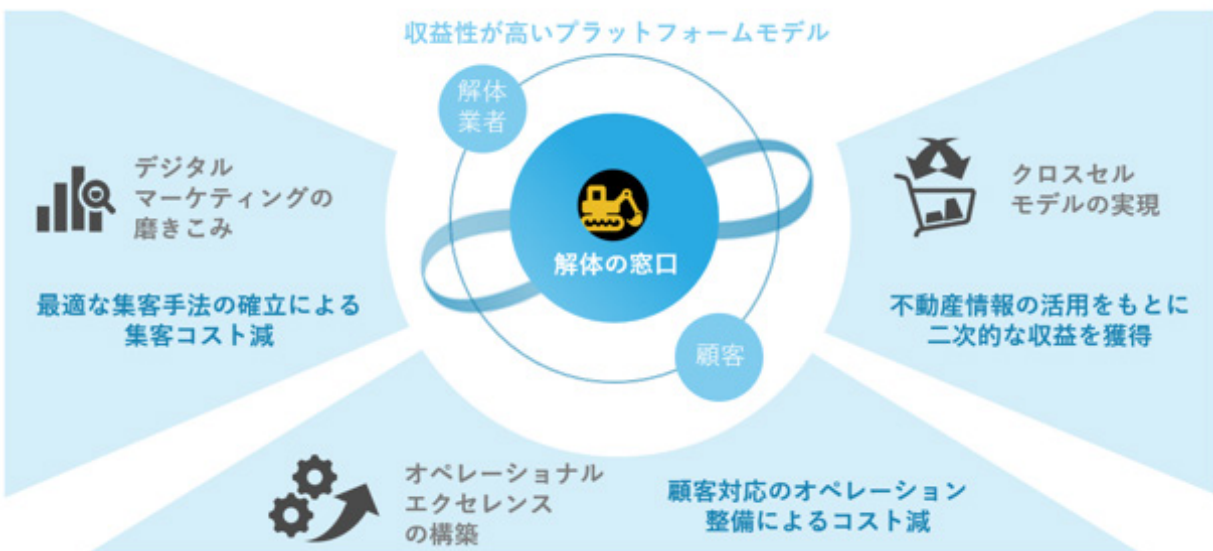 収益性が高いプラットフォームモデル
解体
業者
解体の窓口
顧客
デジタル
マーケティングの
磨きこみ
最適な集客手法の確立による
集客コスト減
クロスセル
モデルの実現
不動産情報の活用をもとに
二次的な収益を獲得
オペレーショナル
エクセレンス
の構築
顧客対応のオペレーション
整備によるコスト減